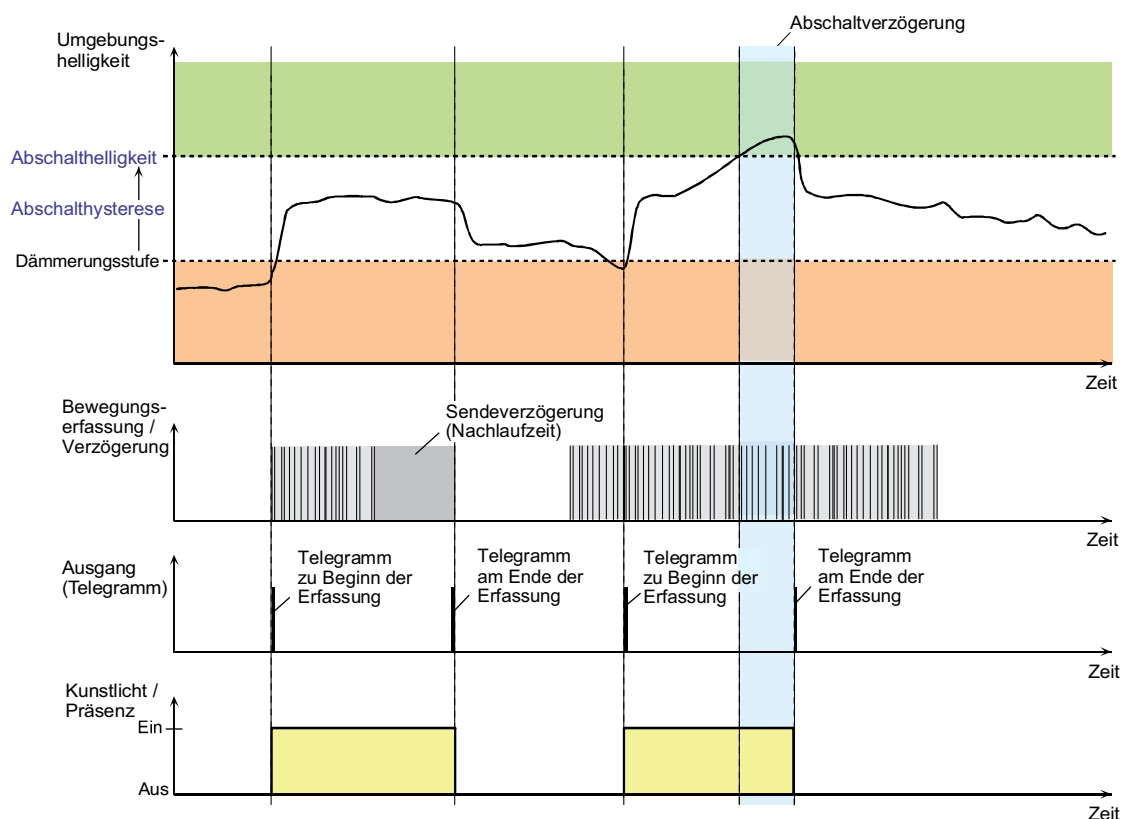 Abschaltverzögerung
Umgebungs-
helligkeit
Abschalthelligkeit
Abschalthysterese
Dämmerungsstufe
Zeit
Bewegungs-
erfassung /
Verzögerung
Sendeverzögerung
(Nachlaufzeit)
Zeit
Ausgang
(Telegramm)
Telegramm
zu Beginn der
Erfassung
Telegramm
am Ende der
Erfassung
Telegramm
zu Beginn der
Erfassung
Telegramm
am Ende der
Erfassung
Zeit
Kunstlicht /
Präsenz
Ein
Aus
Zeit